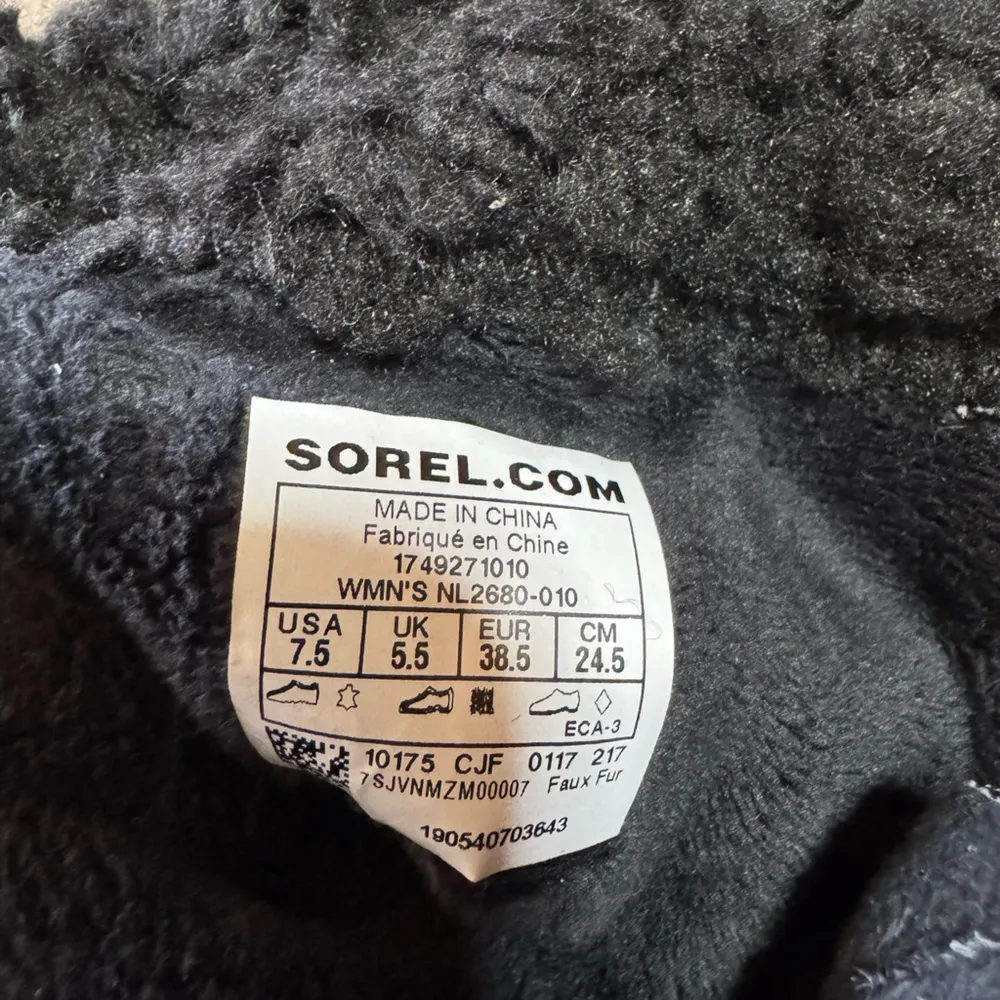 SOREL.COM
MADE IN CHINA
Fabriqué en Chine
1749271010
WMN'S NL2680-010
USA UK EUR CM
7.5 5.5 38.5 24.5
ECA-3
10175 CJF 0117 217
7SJVNMZM00007 Faux Fur
190540703643